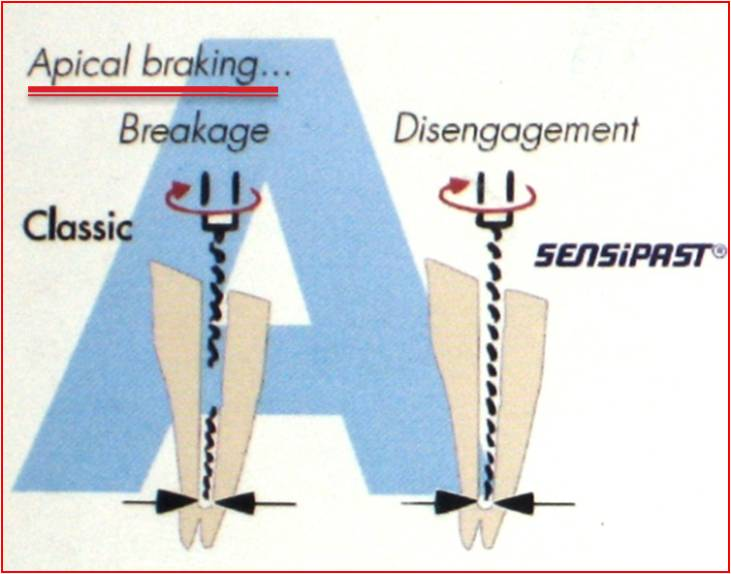 Apical braking...
Breakage
Disengagement
Classic
SENSiPAST®
A